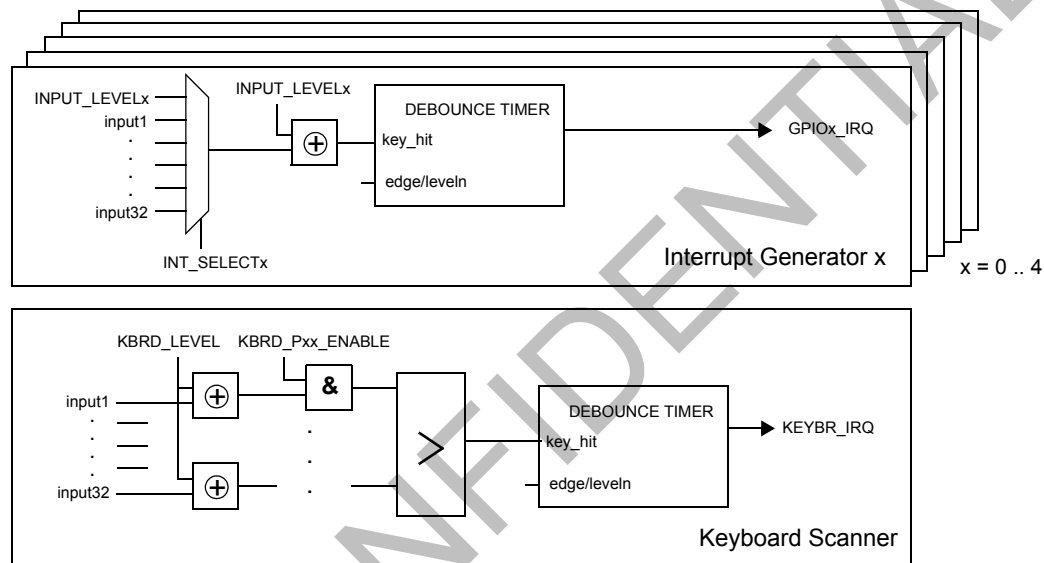 INPUT_LEVELx
INPUT_LEVELx
DEBOUNCE TIMER
input1
key_hit
GPIOx_IRQ
edge/leveln
input32
INT_SELECTx
Interrupt Generator x
x = 0 .. 4
KBRD_LEVEL KBRD_Pxx_ENABLE
&
input1
DEBOUNCE TIMER
KEYBR_IRQ
key_hit
>
input32
edge/leveln
Keyboard Scanner
NFIDENTIAL